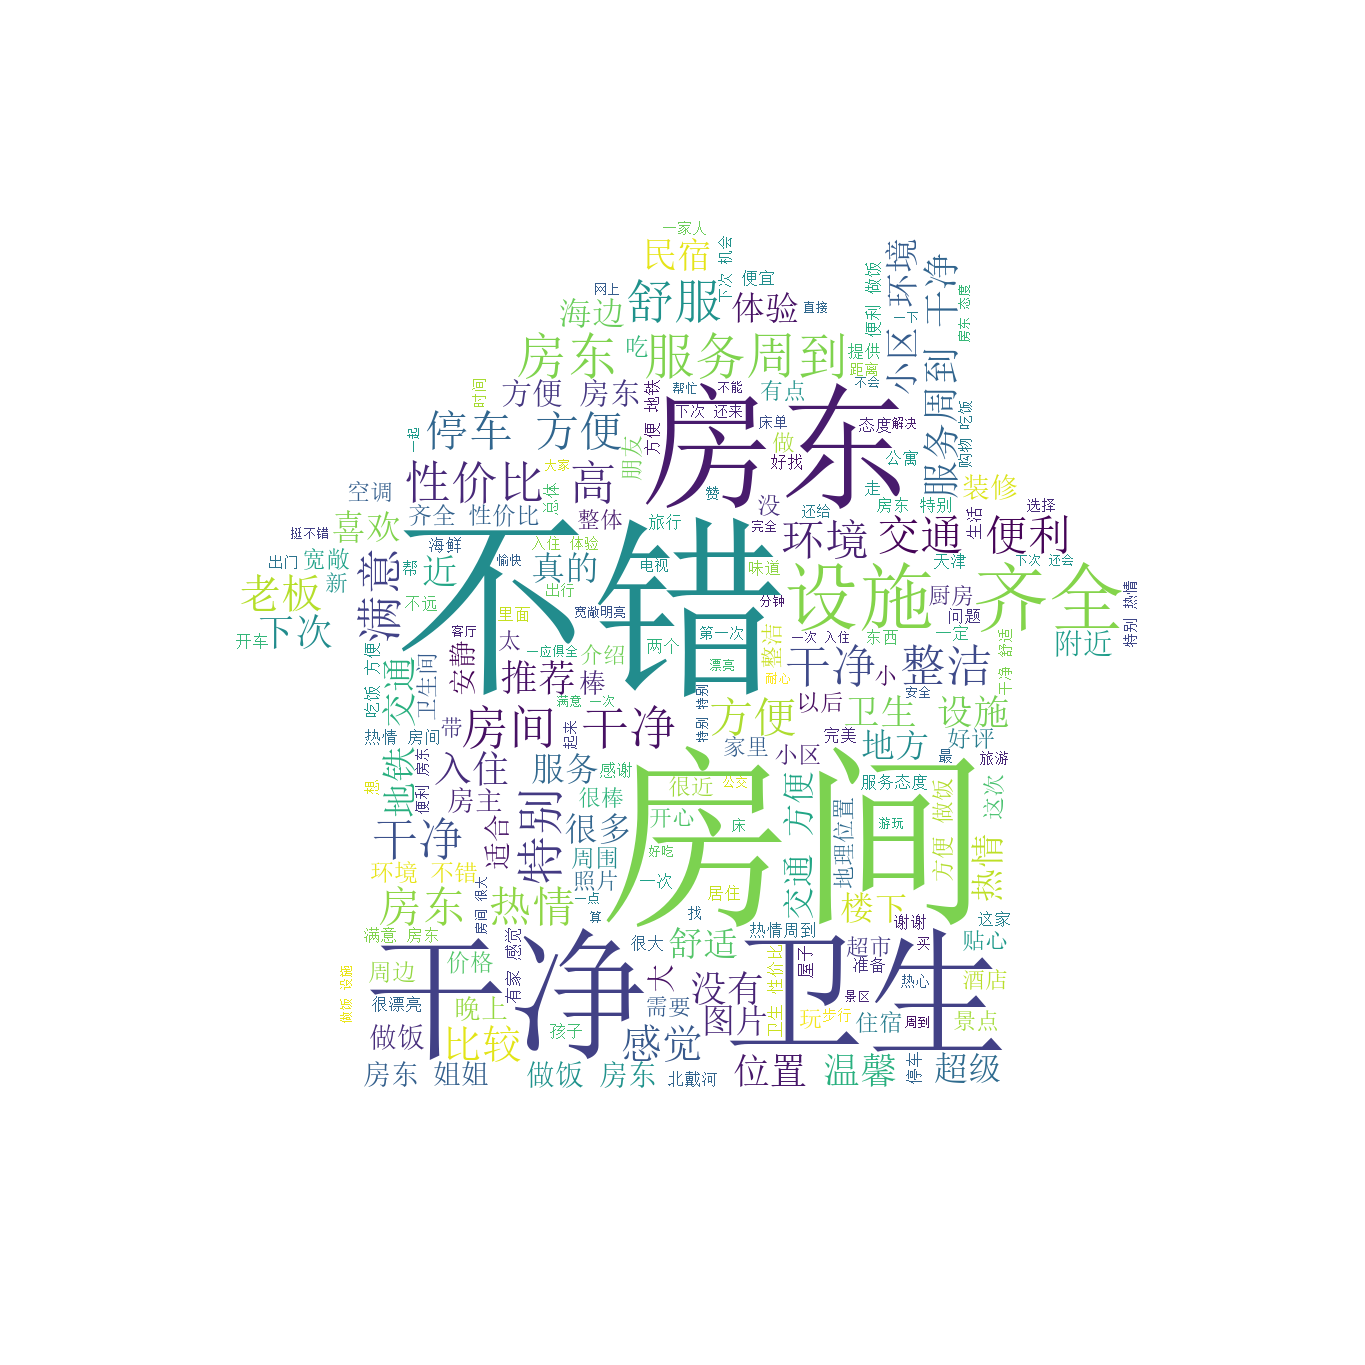 一家人
民宿
下次 机会
便宜
网上
舒服
体验
直接
海边
房东
吃
服务周到
提供
距离
便利 做饭
一下
小区 环境
服务周到 干净
房东 态度
时间
方便 房东
方便 地铁
帮忙
不能
有点
不会
停车 方便
朋友
下次 还来
床单
房东
态度
解决
购物 吃饭
一起
做
好找
公寓
性价比 高
大家
走
装修
空调
总体
赞
没
房东 特别
选择
喜欢
齐全 性价比
整体
旅行
完全
还给
环境
交通 便利
生活
挺不错
海鲜
入住 体验
不错
天津
下次 还会
出门
宽敞
满意
帮
近
愉快
真的
电视
味道
设施 齐全
特别 热情
老板
新
不远
里面
出行
宽敞明亮
分钟
厨房
问题
下次
开车
客厅
太
第一次
一次 入住
东西
一定
附近
吃饭 方便
交通
卫生间
安静
一应俱全
介绍
两个
漂亮
整洁
干净 整洁
干净 舒适
推荐
棒
贴心
小
安全
满意 一次
特别 特别
以后
带
房间 干净
起来
方便
卫生 设施
热情 房间
家里
小区
完美
地方
好评
便利 房东
地铁
入住
服务
感谢
最
旅游
想
房主
很棒
很近
公交
交通 方便
服务态度
方便 做饭
这次
特别
开心
地理位置
干净
适合
很多
床
游玩
热情
环境 不错
周围
好吃
房间
照片
一次
居住
房东 热情
房间 很大
一点
算
找
楼下
谢谢
这家
满意 房东
有家 感觉
很大
舒适
热情周到
超市
买
贴心
周边
价格
干净 卫生
性价比
屋子
准备
做饭 设施
大
没有
卫生 性价比
景区
热心
酒店
很漂亮
晚上
需要
图片
玩
步行
住宿
周到
景点
做饭
比较
孩子
感觉
房东 姐姐
做饭 房东
北戴河
位置
温馨
停车
超级